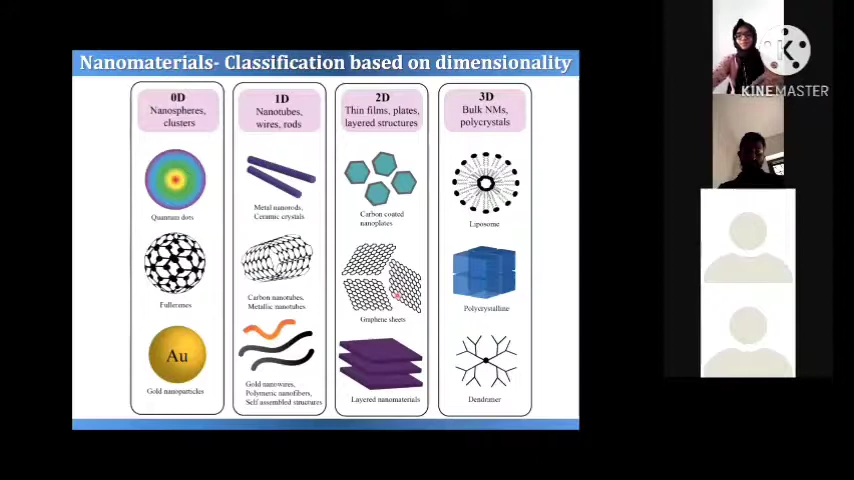 Nanomaterials- Classification based on dimensionality
0D
Nanospheres,
clusters
Quantum dots
Fullerenes
Au
Gold nanoparticles
1D
Nanotubes,
wires, rods
Metal nanorods,
Ceramic crystals
Carbon nanotubes,
Metallic nanotubes
Gold nanowires,
Polymeric nanofibers,
Self assembled structures
2D
Thin films, plates,
layered structures
Carbon coated
nanoplates
Graphene sheets
Layered nanomaterials
3D
Bulk NMs,
polycrystals
Liposome
Polycrystalline
Dendrimer
K
KINEMASTER